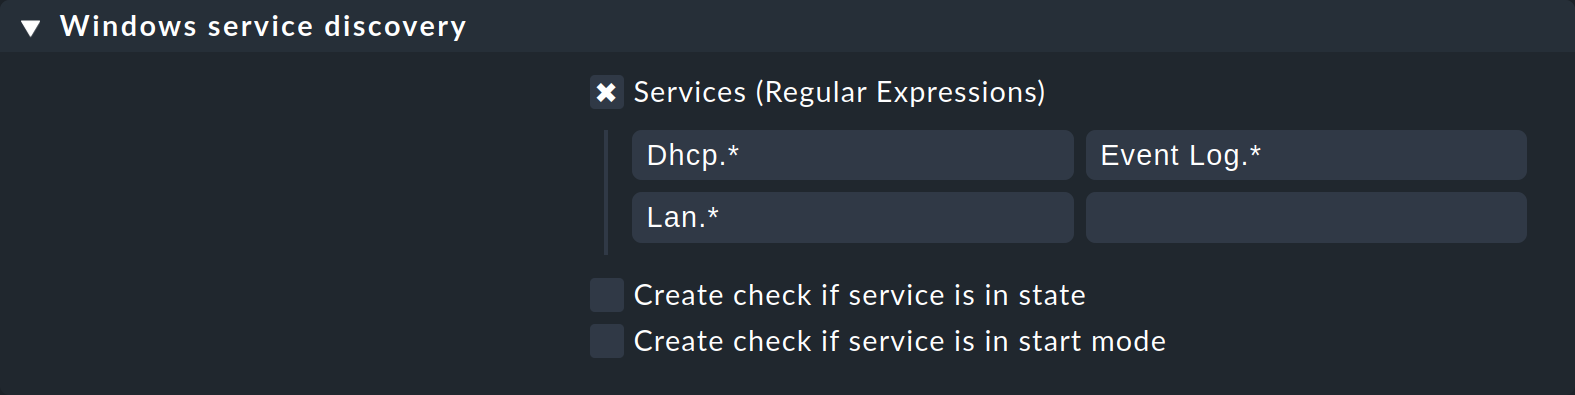 Windows service discovery
Services (Regular Expressions)
Dhcp.* Event Log.*
Lan.*
Create check if service is in state
Create check if service is in start mode